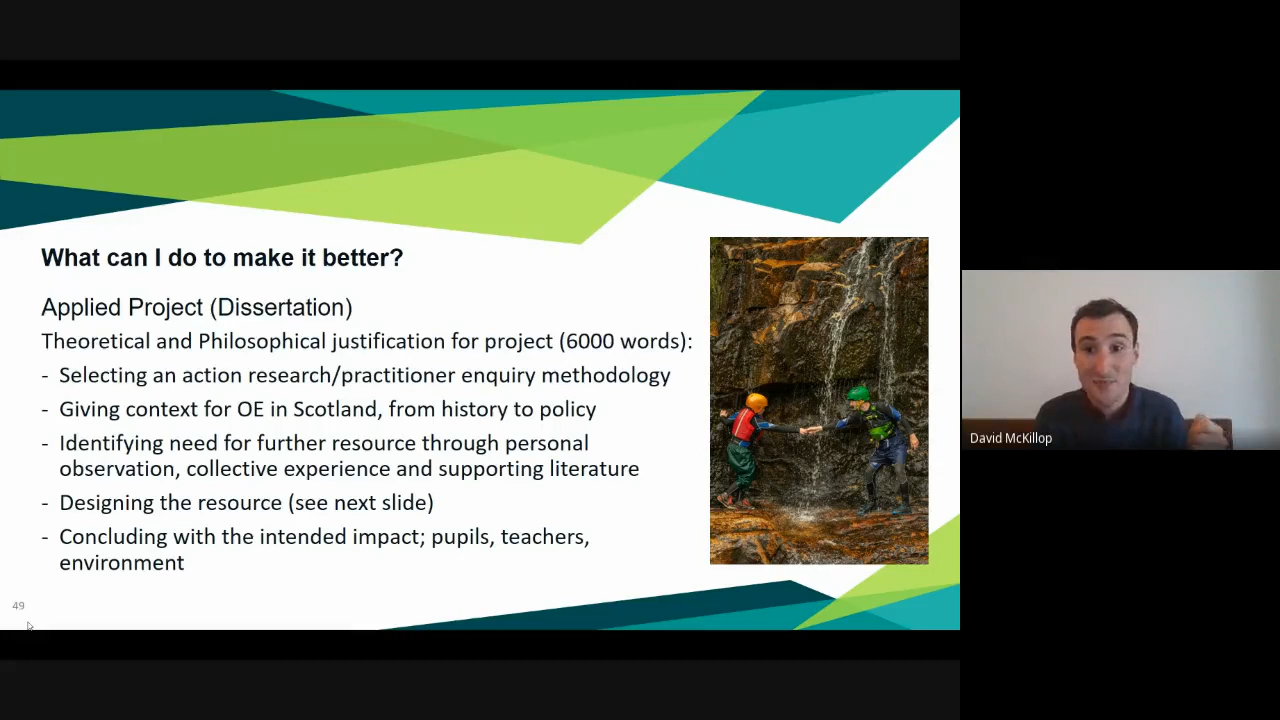 What can I do to make it better?
Applied Project (Dissertation)
Theoretical and Philosophical justification for project (6000 words):
- Selecting an action research/practitioner enquiry methodology
- Giving context for OE in Scotland, from history to policy
- Identifying need for further resource through personal
observation, collective experience and supporting literature
- Designing the resource (see next slide)
- Concluding with the intended impact; pupils, teachers,
environment
49
David McKillop